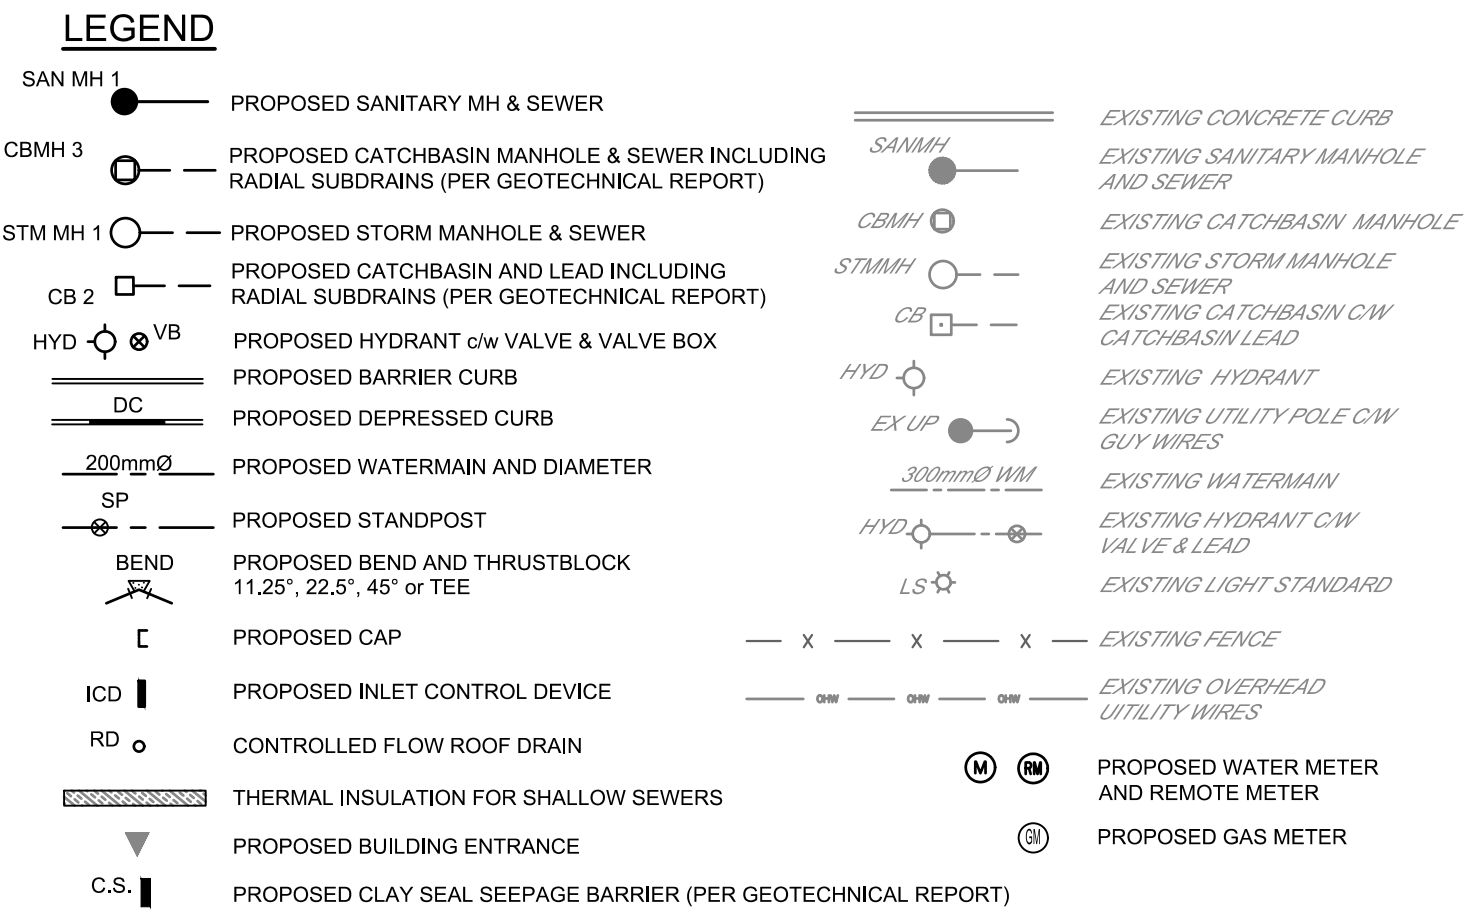 LEGEND
SAN MH 1
PROPOSED SANITARY MH & SEWER
CBMH 3
PROPOSED CATCHBASIN MANHOLE & SEWER INCLUDING
RADIAL SUBDRAINS (PER GEOTECHNICAL REPORT)
STM MH 1
PROPOSED STORM MANHOLE & SEWER
CB 2
PROPOSED CATCHBASIN AND LEAD INCLUDING
RADIAL SUBDRAINS (PER GEOTECHNICAL REPORT)
HYD VB
PROPOSED HYDRANT c/w VALVE & VALVE BOX
PROPOSED BARRIER CURB
DC
PROPOSED DEPRESSED CURB
200mmØ
PROPOSED WATERMAIN AND DIAMETER
SP
PROPOSED STANDPOST
BEND
PROPOSED BEND AND THRUSTBLOCK
11.25°, 22.5°, 45° or TEE
PROPOSED CAP
ICD
PROPOSED INLET CONTROL DEVICE
RD
CONTROLLED FLOW ROOF DRAIN
THERMAL INSULATION FOR SHALLOW SEWERS
PROPOSED BUILDING ENTRANCE
C.S.
PROPOSED CLAY SEAL SEEPAGE BARRIER (PER GEOTECHNICAL REPORT)
EXISTING CONCRETE CURB
SANMH
EXISTING SANITARY MANHOLE
AND SEWER
CBMH
EXISTING CATCHBASIN MANHOLE
STMMH
EXISTING STORM MANHOLE
AND SEWER
CB
EXISTING CATCHBASIN C/W
CATCHBASIN LEAD
HYD
EXISTING HYDRANT
EX UP
EXISTING UTILITY POLE C/W
GUY WIRES
300mmØ WM
EXISTING WATERMAIN
HYD
EXISTING HYDRANT C/W
VALVE & LEAD
LS
EXISTING LIGHT STANDARD
X X X
EXISTING FENCE
OHW OHW OHW
EXISTING OVERHEAD
UITILITY WIRES
M RM
PROPOSED WATER METER
AND REMOTE METER
GM
PROPOSED GAS METER